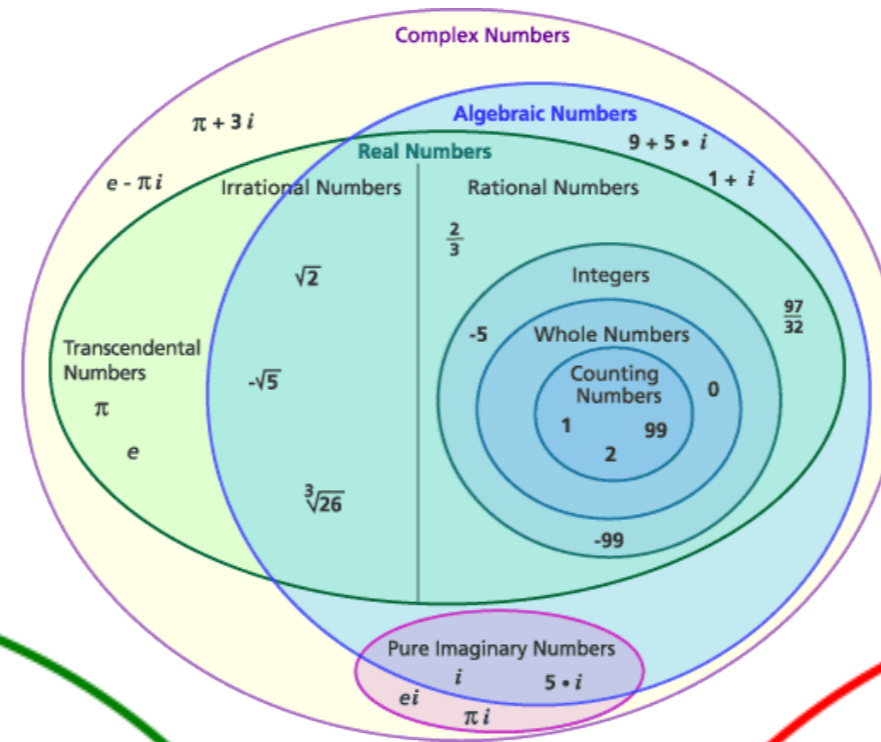 Complex Numbers
π + 3 i
Algebraic Numbers
9 + 5 • i
Real Numbers
e - π i
Irrational Numbers
Rational Numbers
1 + i
2/3
√2
Integers
97/32
-5
Whole Numbers
Transcendental
Numbers
-√5
Counting
Numbers
0
π
1
99
e
2
∛26
-99
Pure Imaginary Numbers
i
5 • i
ei
π i